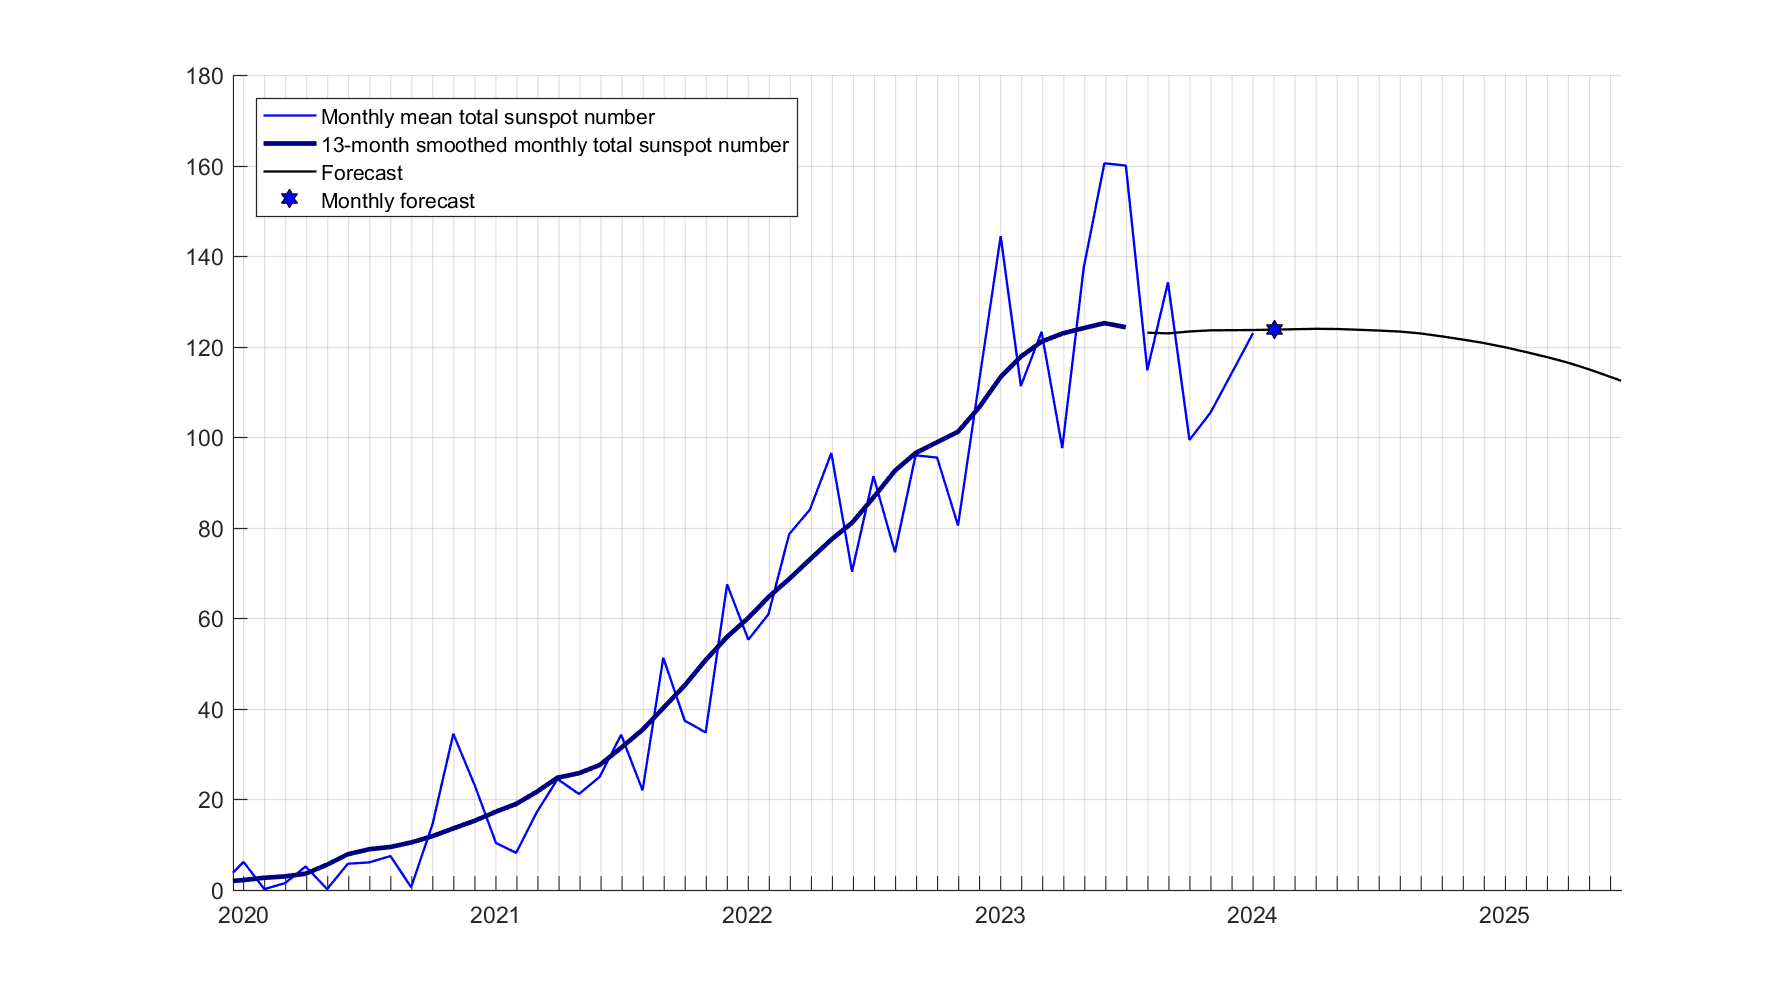 180
160
140
120
100
80
60
40
20
0
Monthly mean total sunspot number
13-month smoothed monthly total sunspot number
Forecast
Monthly forecast
2020 2021 2022 2023 2024 2025